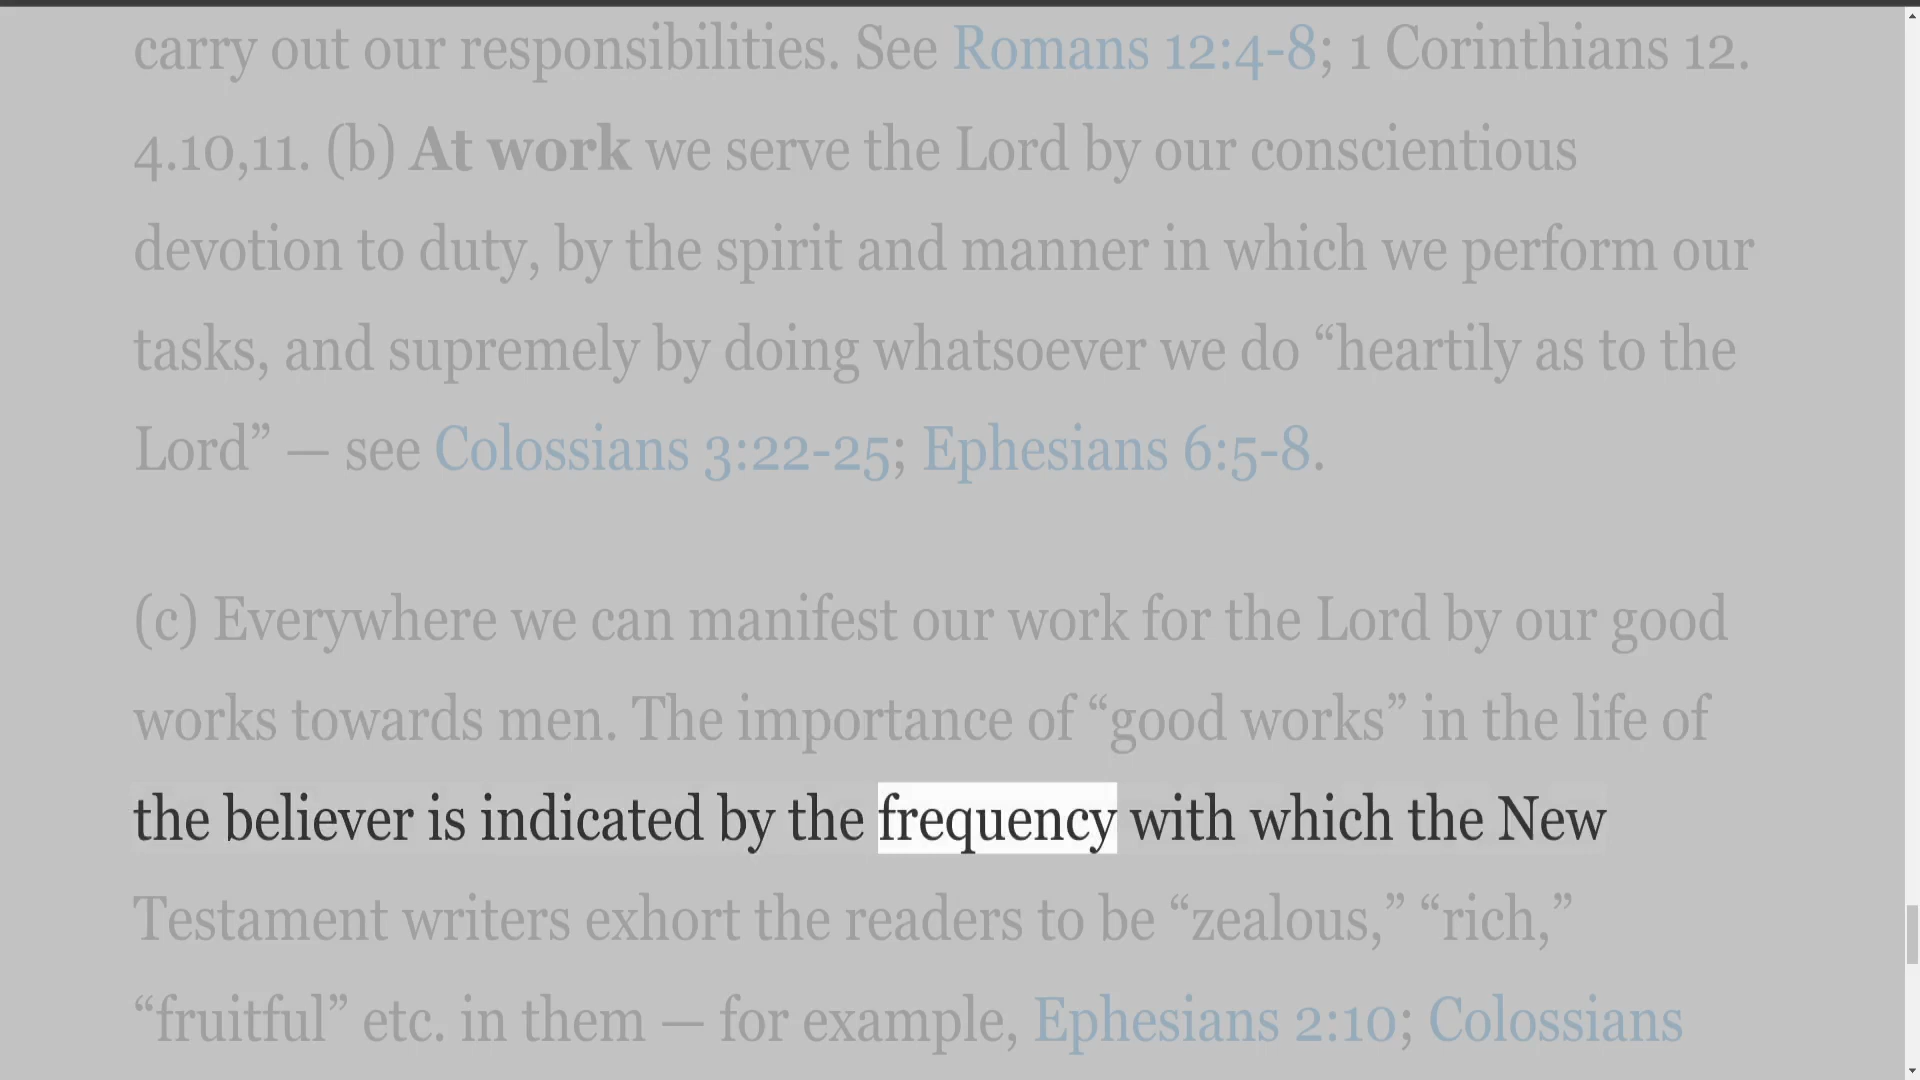 carry out our responsibilities. See Romans 12:4-8; 1 Corinthians 12.
4.10,11. (b) At work we serve the Lord by our conscientious
devotion to duty, by the spirit and manner in which we perform our
tasks, and supremely by doing whatsoever we do “heartily as to the
Lord” — see Colossians 3:22-25; Ephesians 6:5-8.
(c) Everywhere we can manifest our work for the Lord by our good
works towards men. The importance of “good works” in the life of
the believer is indicated by the frequency with which the New
Testament writers exhort the readers to be “zealous,” “rich,”
“fruitful” etc. in them — for example, Ephesians 2:10; Colossians